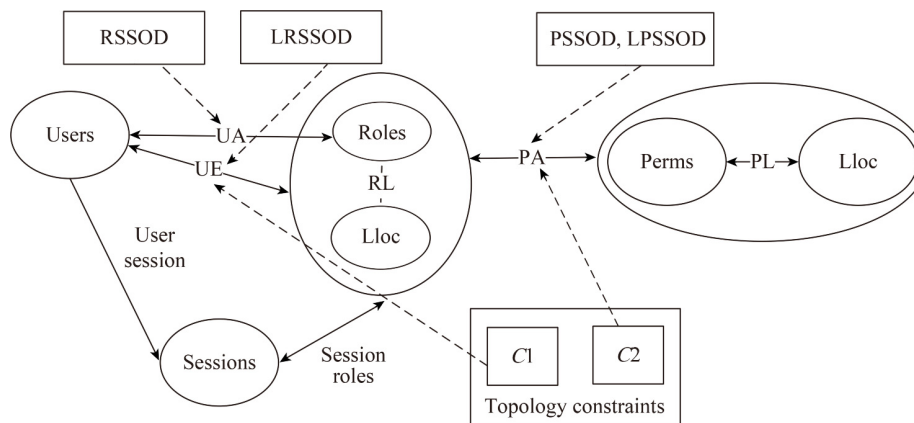 RSSOD
LRSSOD
PSSOD, LPSSOD
Users
UA
Roles
UE
RL
PA
Perms
PL
Lloc
Lloc
User
session
Sessions
Session
roles
C1
C2
Topology constraints